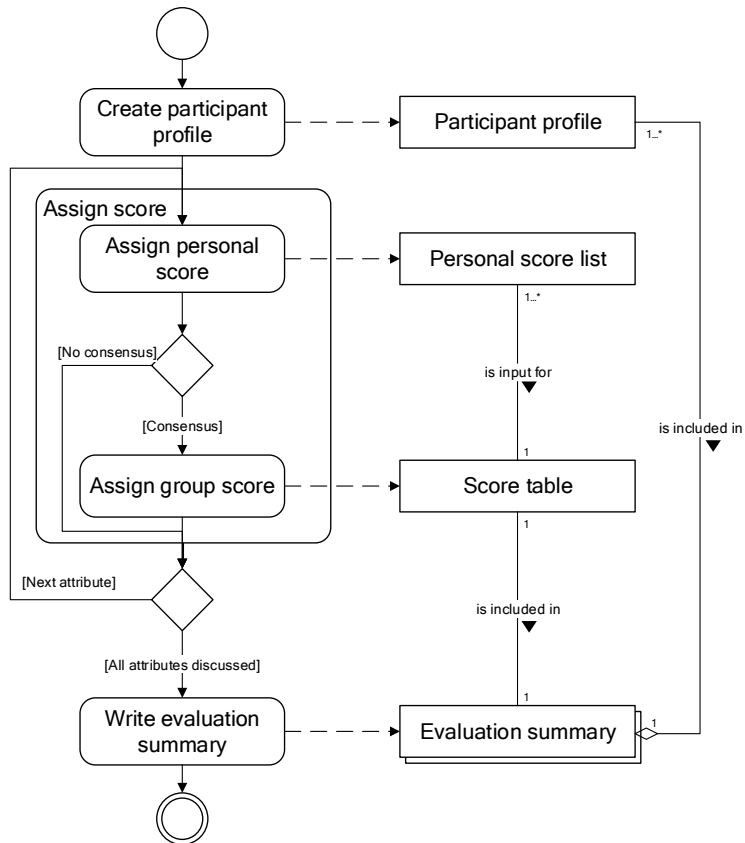 Create participant
profile
Participant profile
1...*
Assign score
Assign personal
score
Personal score list
1...*
[No consensus]
is input for
[Consensus]
is included in
1
Assign group score
Score table
1
[Next attribute]
is included in
[All attributes discussed]
1
Write evaluation
summary
Evaluation summary
1